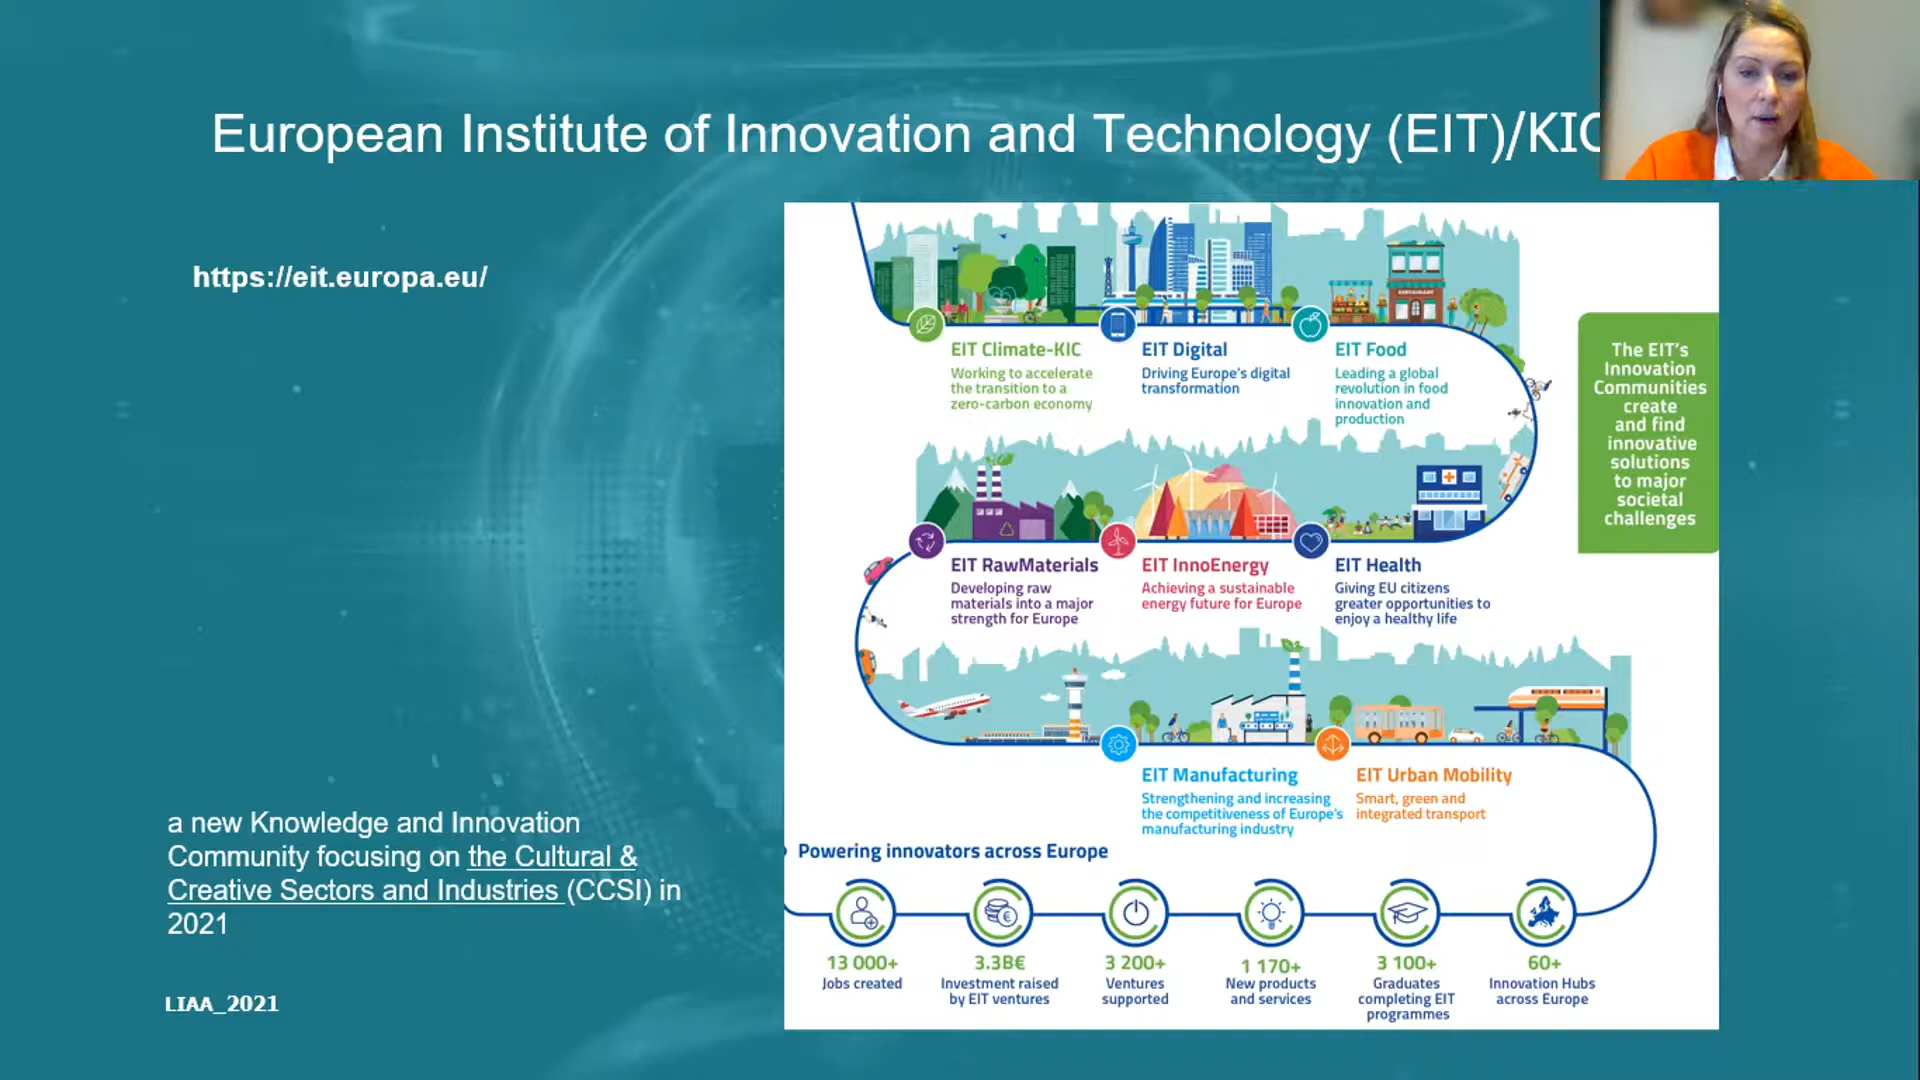 European Institute of Innovation and Technology (EIT)/KIC
https://eit.europa.eu/
a new Knowledge and Innovation
Community focusing on the Cultural &
Creative Sectors and Industries (CCSI) in
2021
LIAA_2021
EIT Climate-KIC
Working to accelerate
the transition to a
zero-carbon economy
EIT Digital
Driving Europe's digital
transformation
RESTAURANT
EIT Food
Leading a global
revolution in food
innovation and
production
The EIT's
Innovation
Communities
create
and find
innovative
solutions
to major
societal
challenges
EIT RawMaterials
Developing raw
materials into a major
strength for Europe
EIT InnoEnergy
Achieving a sustainable
energy future for Europe
EIT Health
Giving EU citizens
greater opportunities to
enjoy a healthy life
EIT Manufacturing
Strengthening and increasing
the competitiveness of Europe's
manufacturing industry
EIT Urban Mobility
Smart, green and
integrated transport
Powering innovators across Europe
13 000+
Jobs created
3.3B€
Investment raised
by EIT ventures
3 200+
Ventures
supported
1 170+
New products
and services
3 100+
Graduates
completing EIT
programmes
60+
Innovation Hubs
across Europe